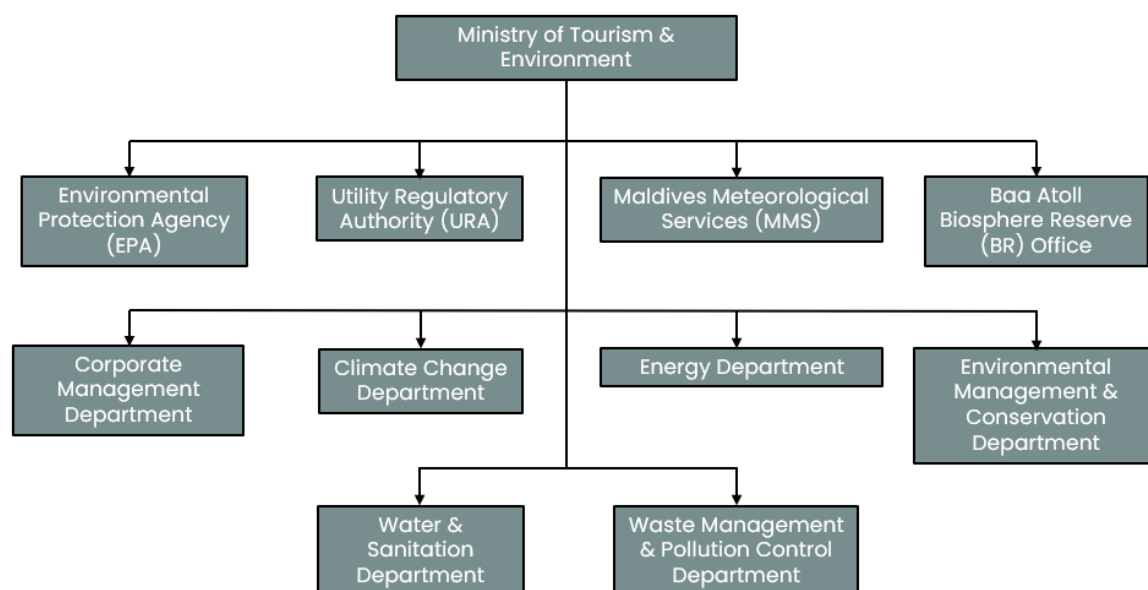 Ministry of Tourism &
Environment
Environmental
Protection Agency
(EPA)
Utility Regulatory
Authority (URA)
Maldives Meteorological
Services (MMS)
Baa Atoll
Biosphere Reserve
(BR) Office
Corporate
Management
Department
Climate Change
Department
Energy Department
Environmental
Management &
Conservation
Department
Water &
Sanitation
Department
Waste Management
& Pollution Control
Department